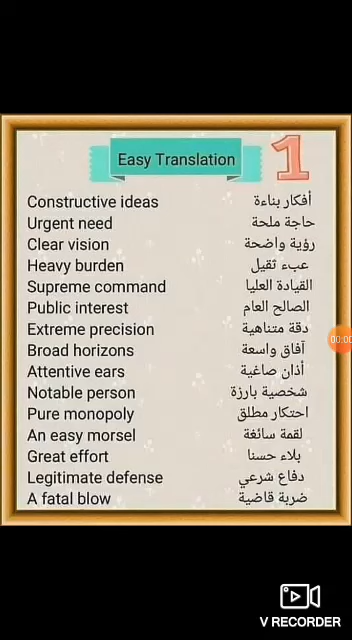 Easy Translation
1
Constructive ideas أفكار بناءة
Urgent need حاجة ملحة
Clear vision رؤية واضحة
Heavy burden عبء ثقيل
Supreme command القيادة العليا
Public interest الصالح العام
Extreme precision دقة متناهية
Broad horizons آفاق واسعة
Attentive ears أذان صاغية
Notable person شخصية بارزة
Pure monopoly احتكار مطلق
An easy morsel لقمة سائغة
Great effort بلاء حسنا
Legitimate defense دفاع شرعي
A fatal blow ضربة قاضية
V RECORDER